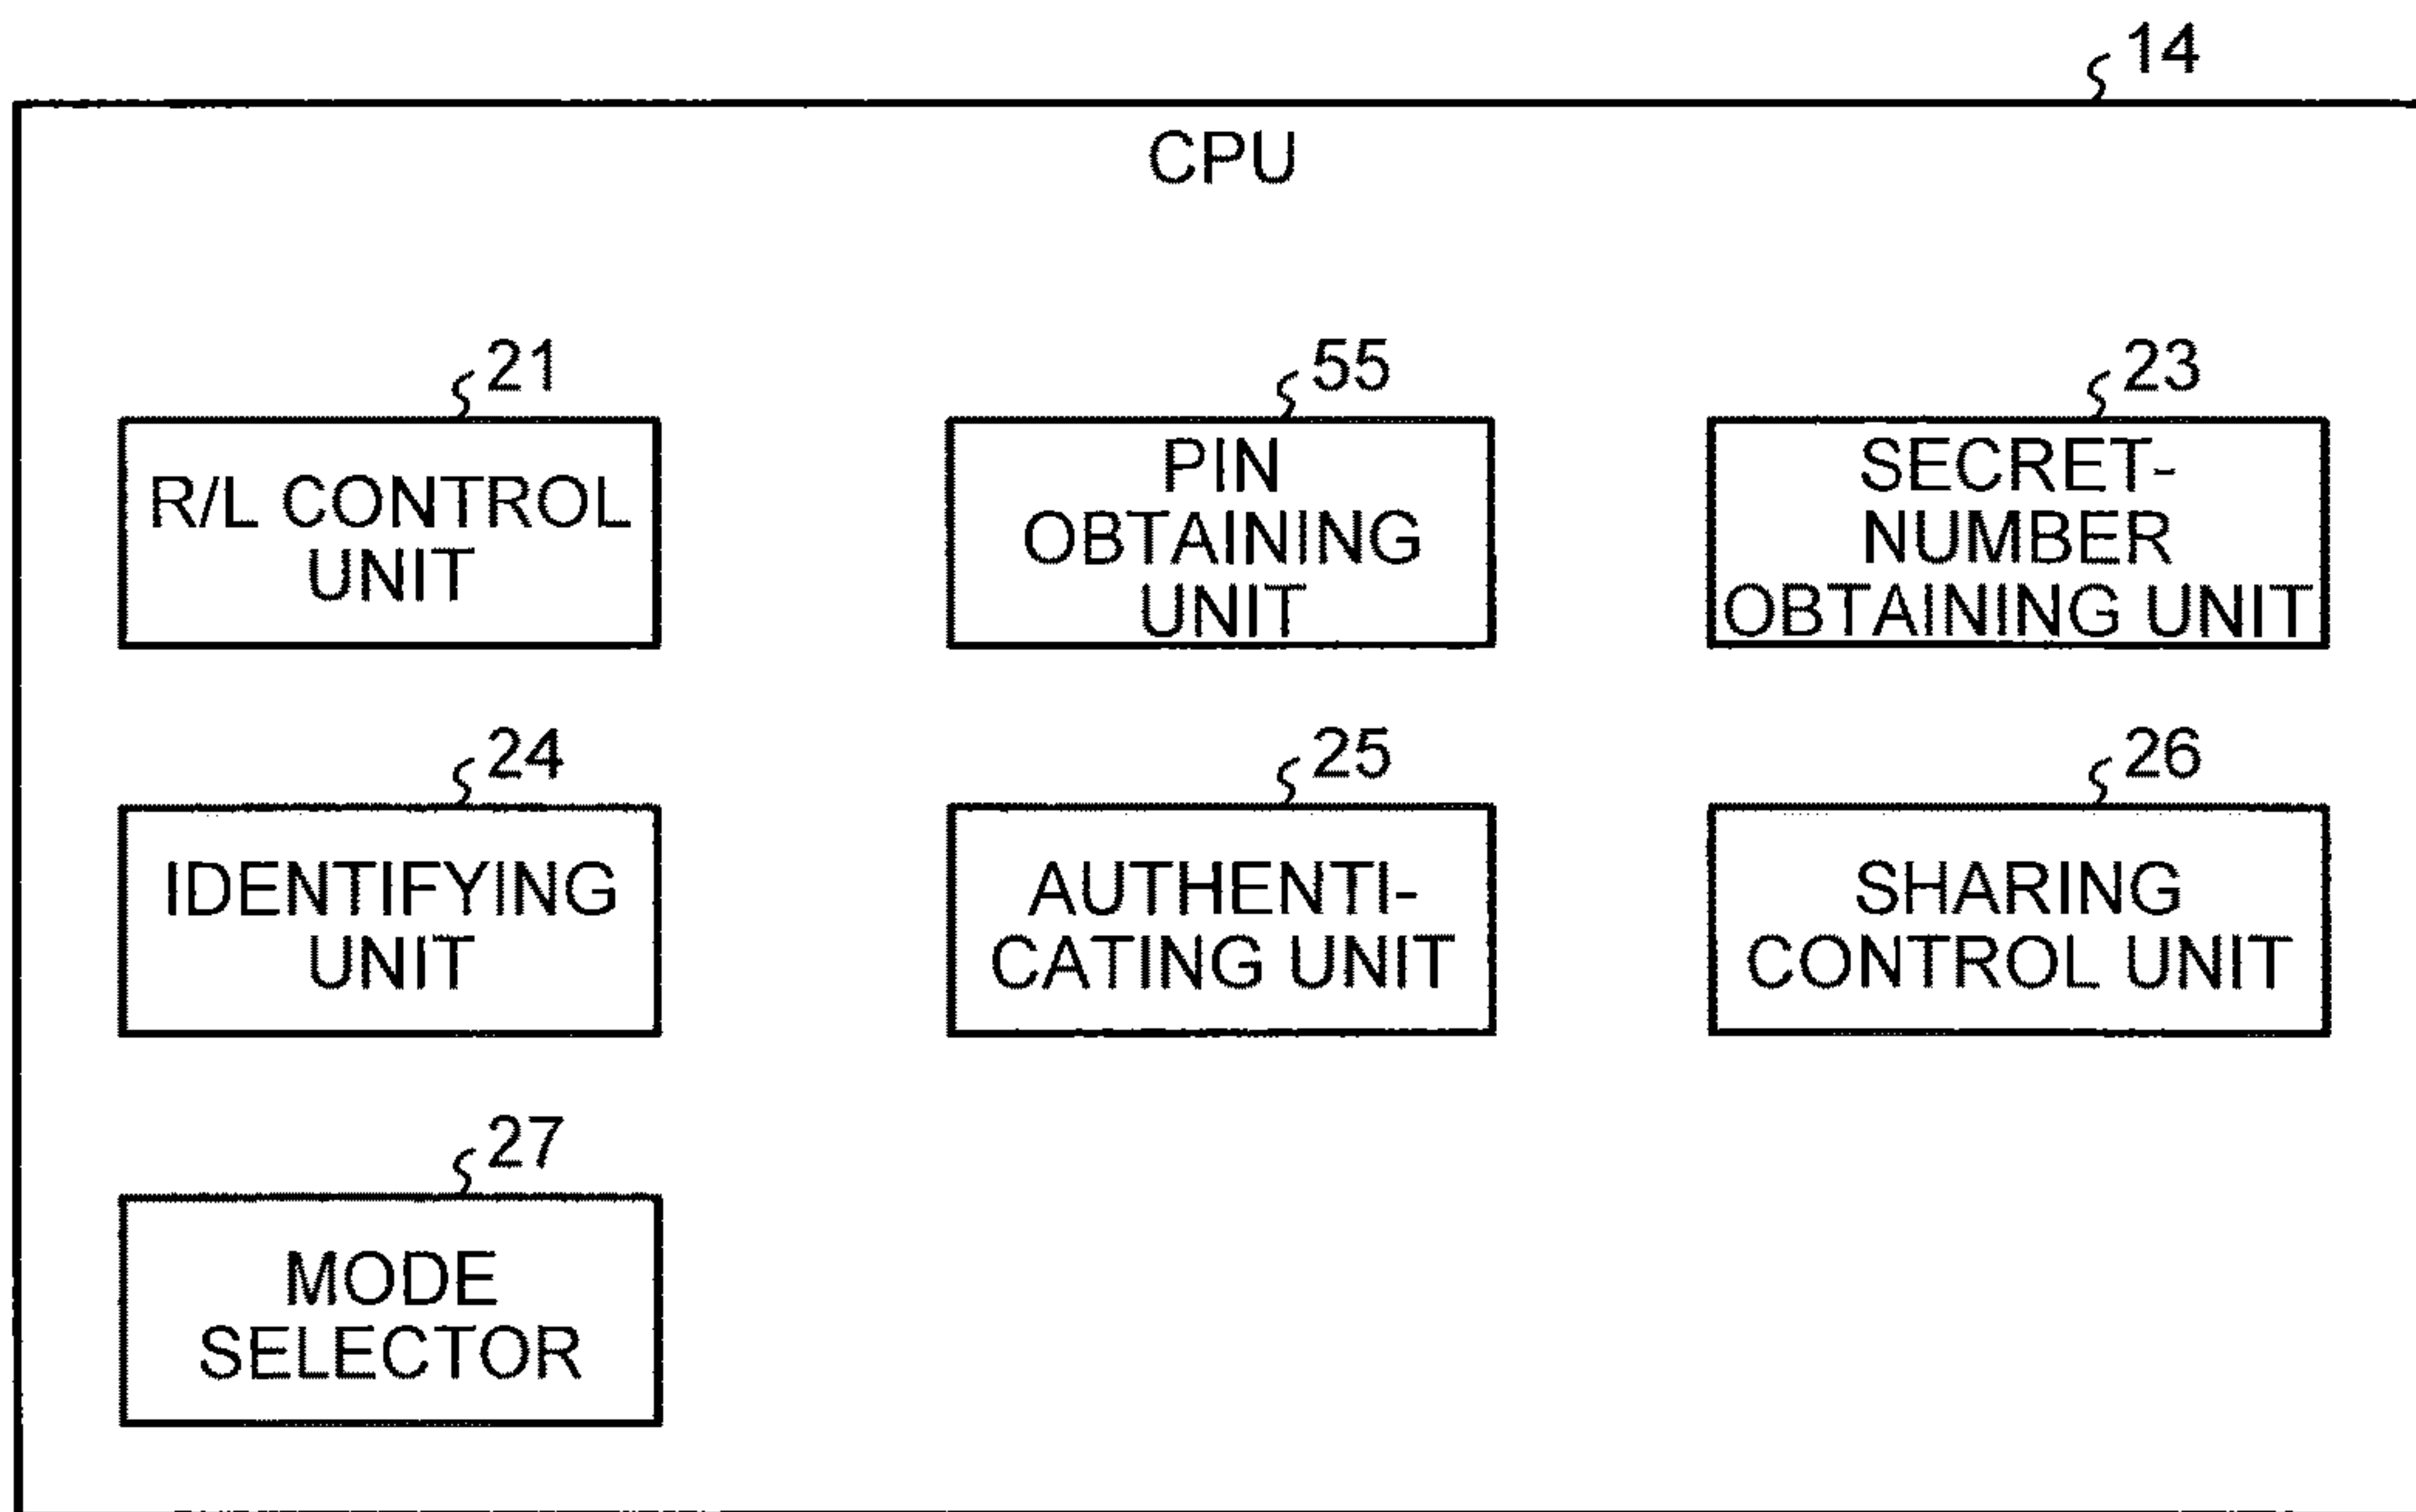 14
CPU
21
R/L CONTROL
UNIT
55
PIN
OBTAINING
UNIT
23
SECRET-
NUMBER
OBTAINING UNIT
24
IDENTIFYING
UNIT
25
AUTHENTI-
CATING UNIT
26
SHARING
CONTROL UNIT
27
MODE
SELECTOR